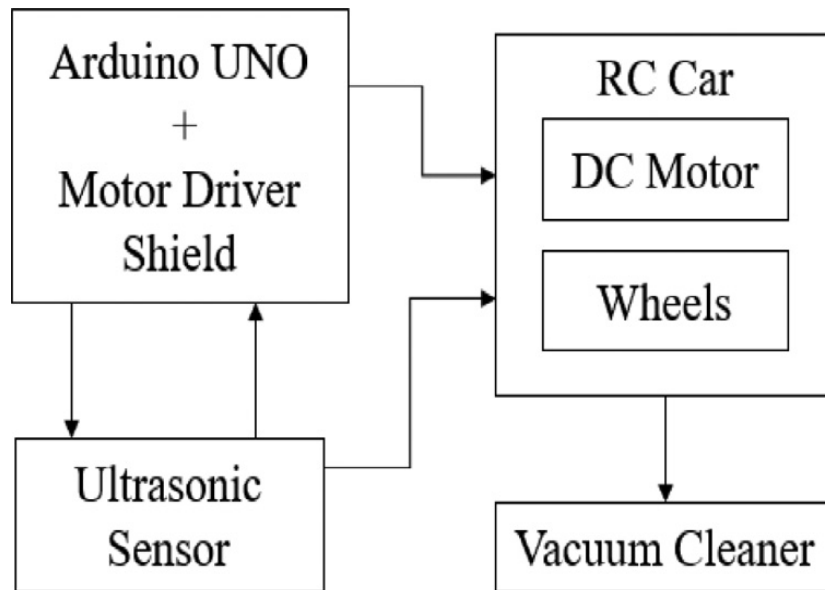 Arduino UNO
+
Motor Driver
Shield
RC Car
DC Motor
Wheels
Ultrasonic
Sensor
Vacuum Cleaner